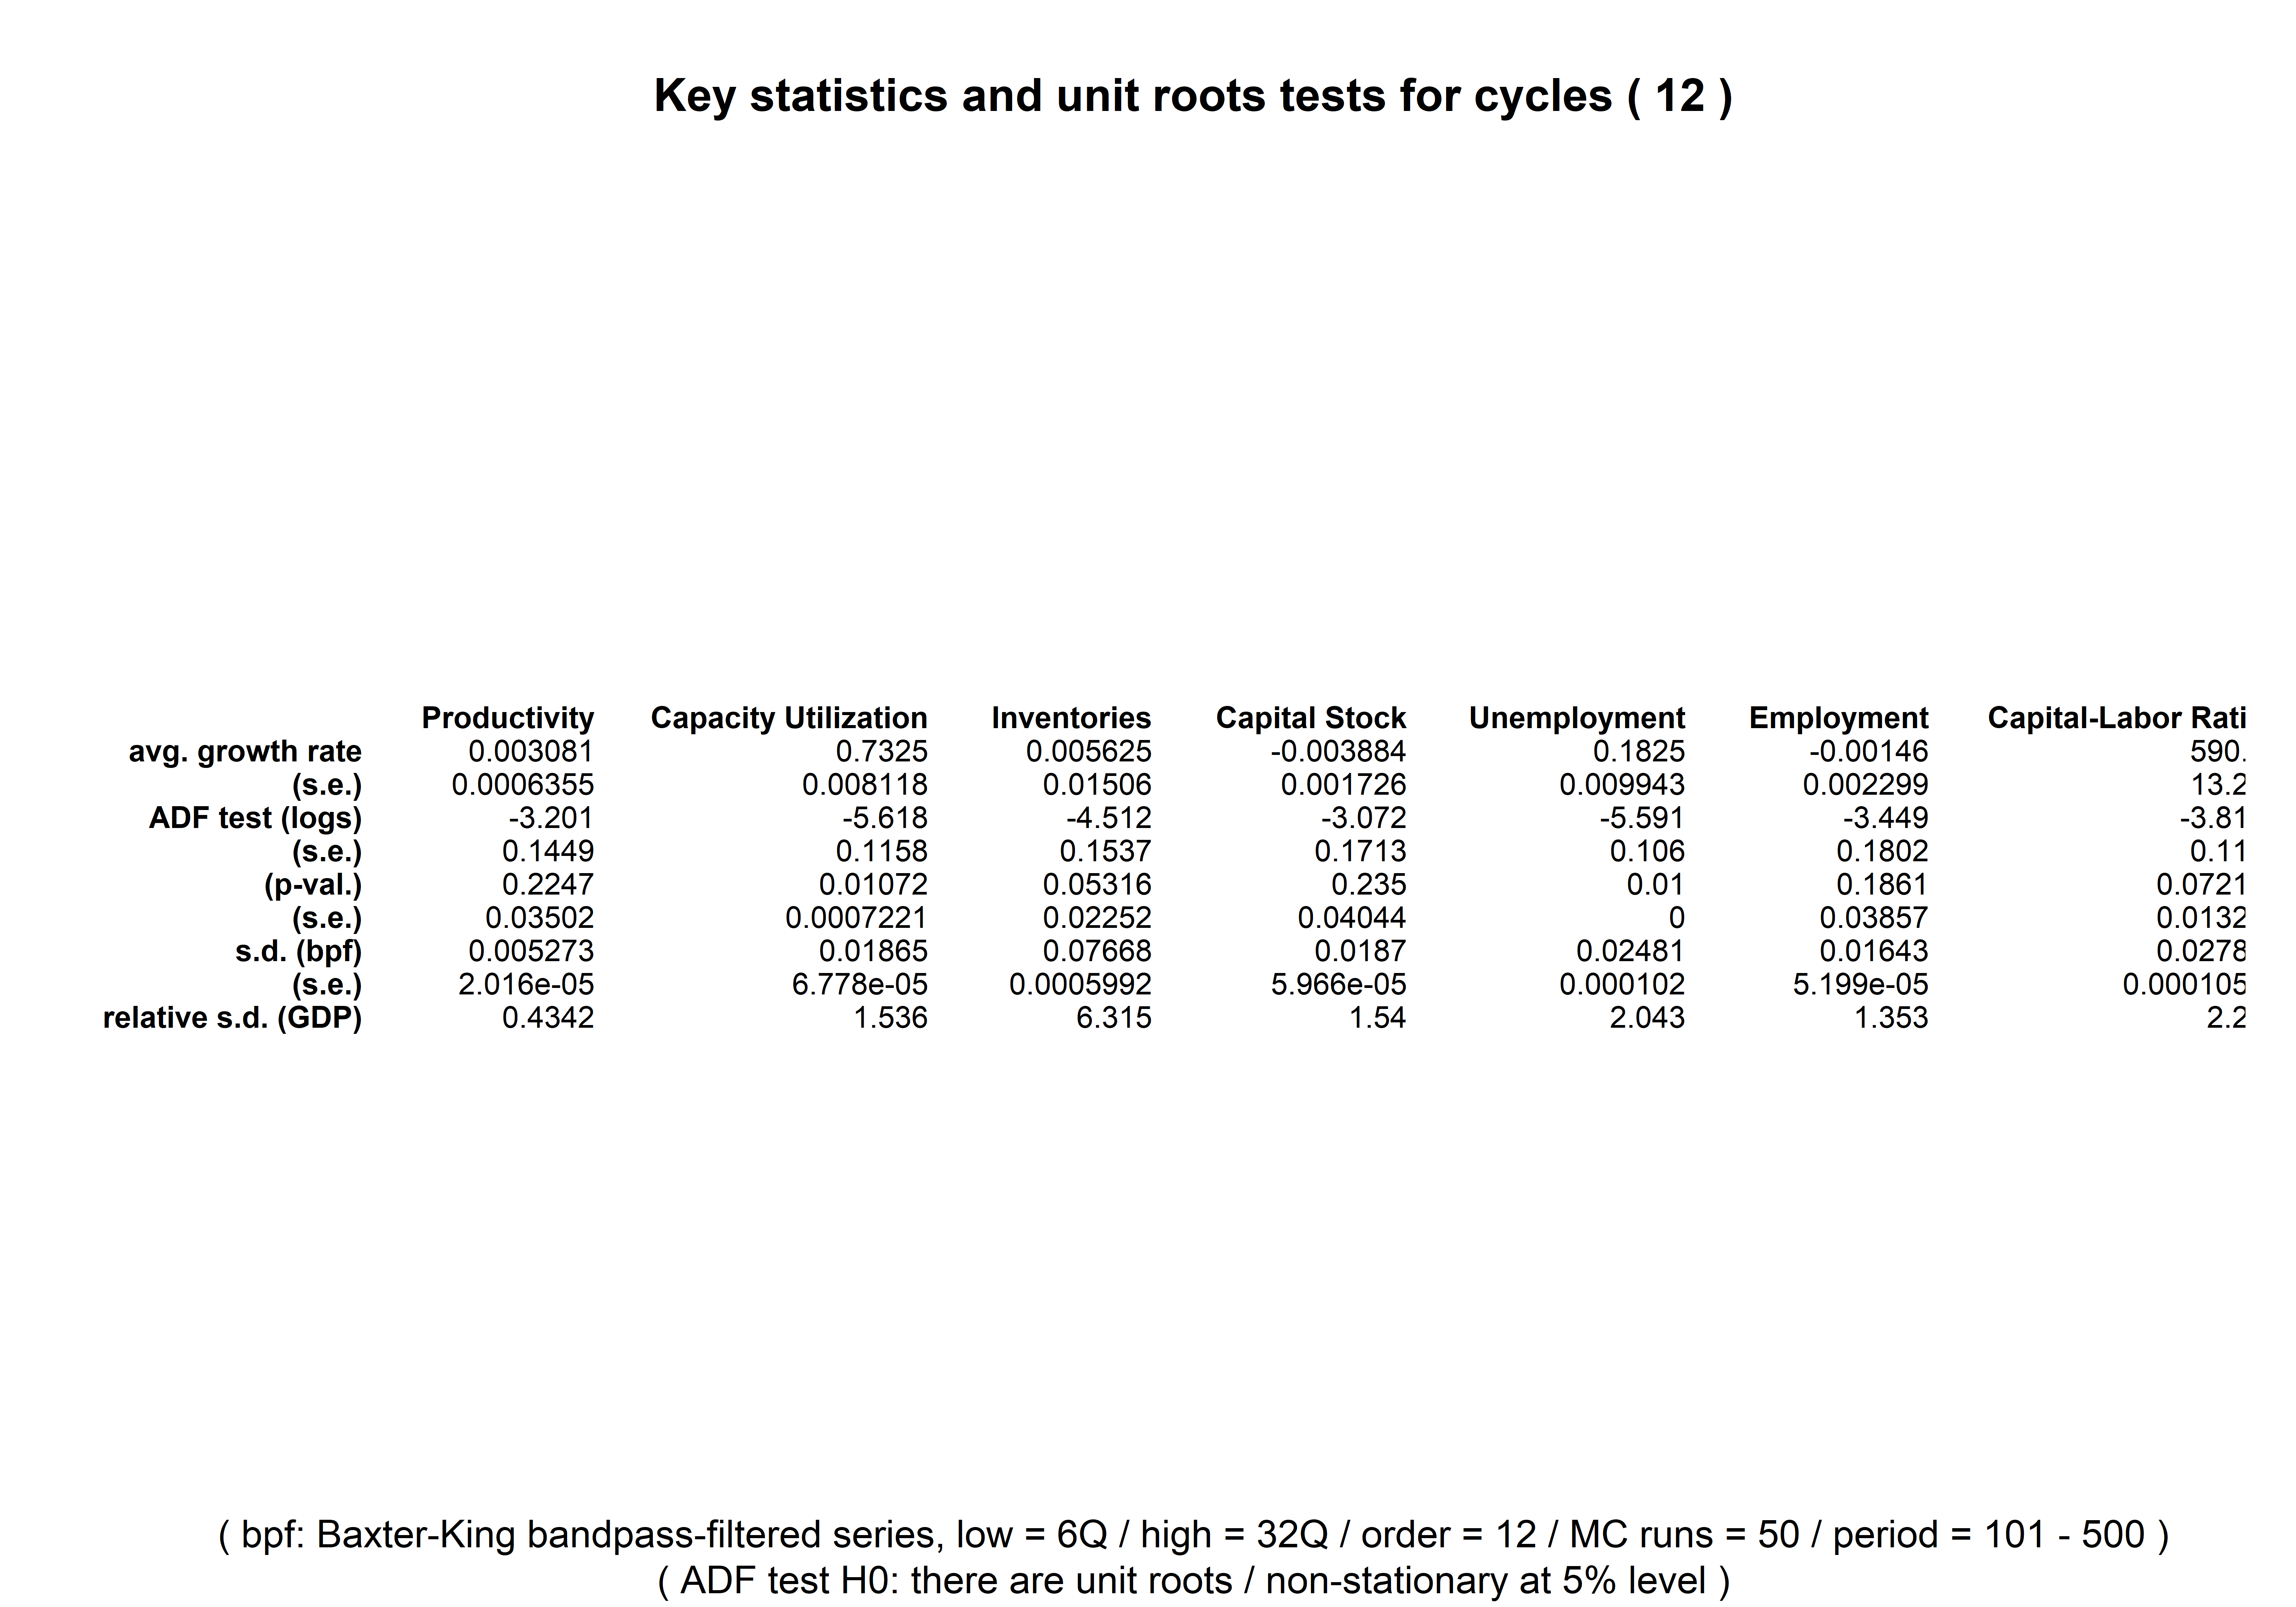 Key statistics and unit roots tests for cycles ( 12 )
Productivity Capacity Utilization Inventories Capital Stock Unemployment Employment Capital-Labor Rati
avg. growth rate 0.003081 0.7325 0.005625 -0.003884 0.1825 -0.00146 590.
(s.e.) 0.0006355 0.008118 0.01506 0.001726 0.009943 0.002299 13.2
ADF test (logs) -3.201 -5.618 -4.512 -3.072 -5.591 -3.449 -3.81
(s.e.) 0.1449 0.1158 0.1537 0.1713 0.106 0.1802 0.11
(p-val.) 0.2247 0.01072 0.05316 0.235 0.01 0.1861 0.0721
(s.e.) 0.03502 0.0007221 0.02252 0.04044 0 0.03857 0.0132
s.d. (bpf) 0.005273 0.01865 0.07668 0.0187 0.02481 0.01643 0.0278
(s.e.) 2.016e-05 6.778e-05 0.0005992 5.966e-05 0.000102 5.199e-05 0.000105
relative s.d. (GDP) 0.4342 1.536 6.315 1.54 2.043 1.353 2.2
( bpf: Baxter-King bandpass-filtered series, low = 6Q / high = 32Q / order = 12 / MC runs = 50 / period = 101 - 500 )
( ADF test H0: there are unit roots / non-stationary at 5% level )